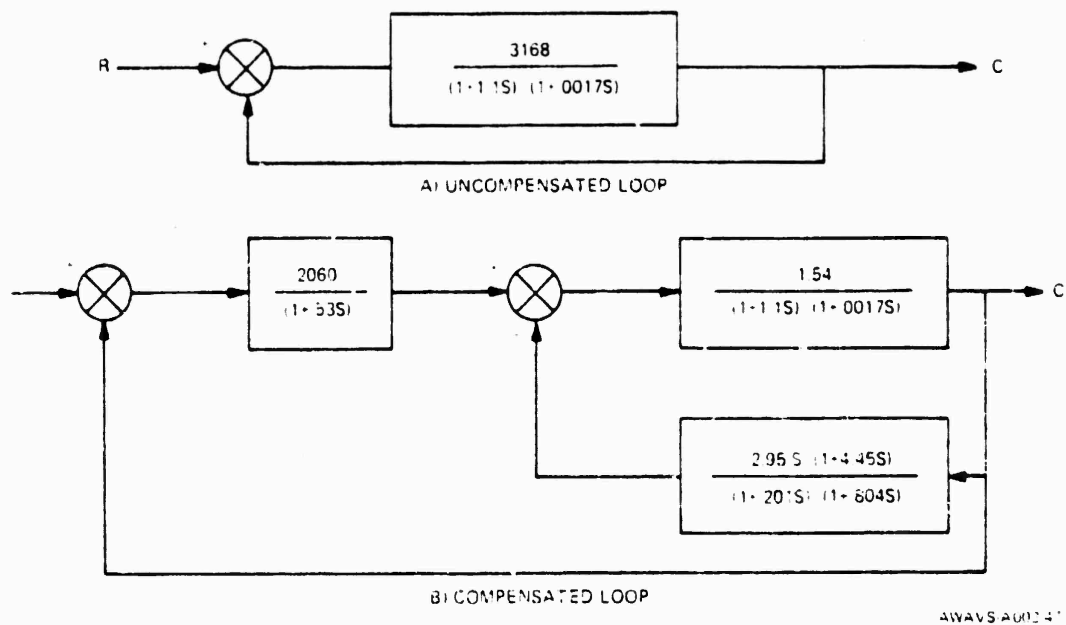 R
3168
(1+1.1S) (1+.0017S)
C
A) UNCOMPENSATED LOOP
2060
(1+.53S)
1.54
(1+1.1S) (1+.0017S)
C
2.95 S (1+4.45S)
(1+.201S) (1+.804S)
B) COMPENSATED LOOP